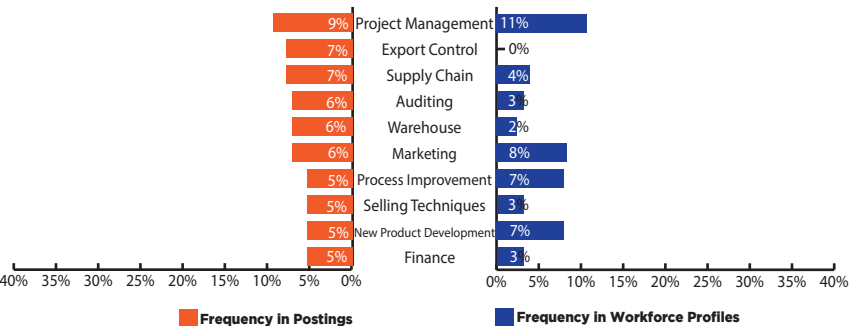 9% Project Management 11%
7% Export Control 0%
7% Supply Chain 4%
6% Auditing 3%
6% Warehouse 2%
6% Marketing 8%
5% Process Improvement 7%
5% Selling Techniques 3%
5% New Product Development 7%
5% Finance 3%
40% 35% 30% 25% 20% 15% 10% 5% 0% 0% 5% 10% 15% 20% 25% 30% 35% 40%
Frequency in Postings Frequency in Workforce Profiles